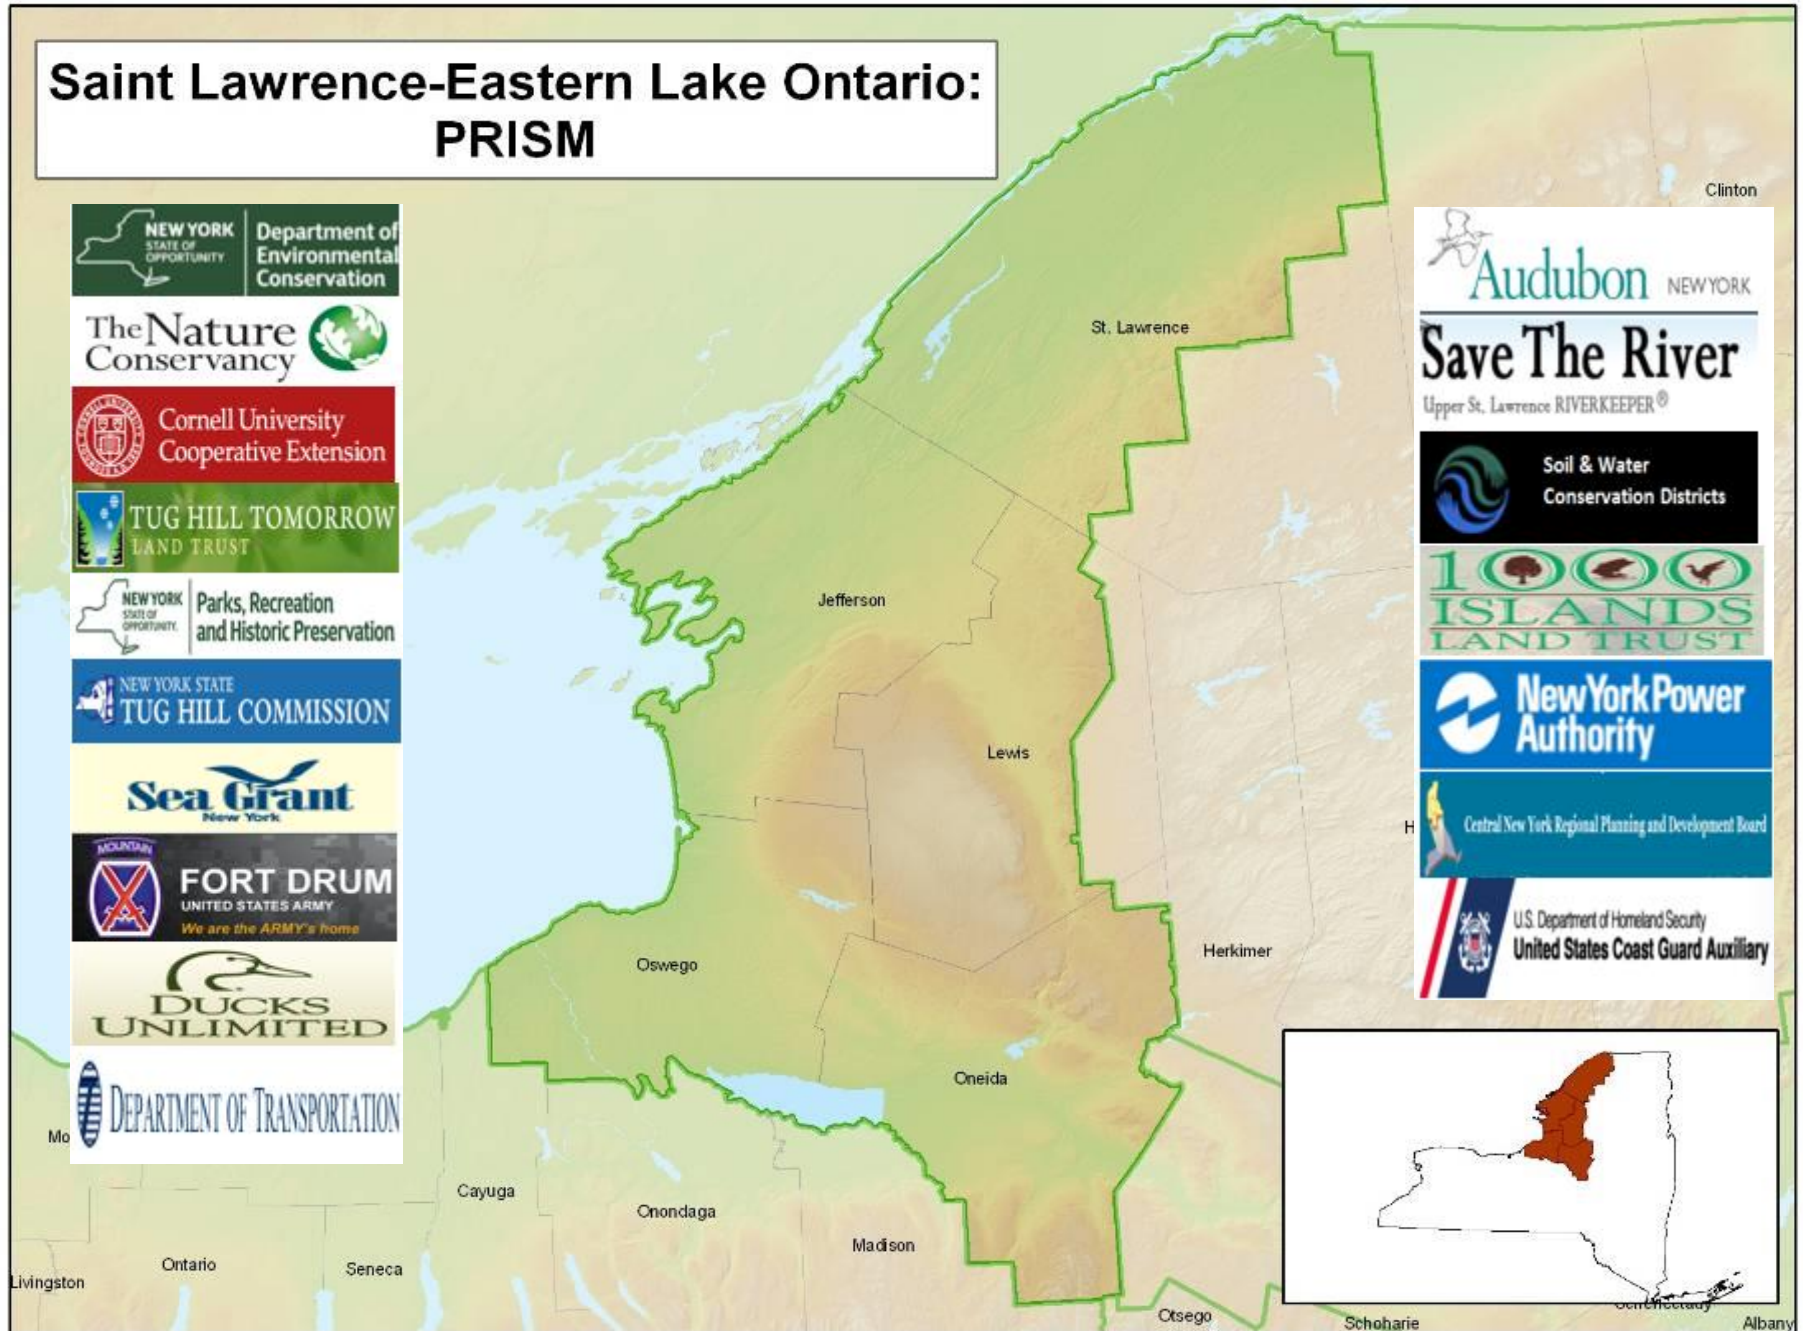 Saint Lawrence-Eastern Lake Ontario:
PRISM
NEW YORK
STATE OF
OPPORTUNITY
Department of
Environmental
Conservation
The Nature
Conservancy
Cornell University
Cooperative Extension
TUG HILL TOMORROW
LAND TRUST
NEW YORK
STATE OF
OPPORTUNITY.
Parks, Recreation
and Historic Preservation
NEW YORK STATE
TUG HILL COMMISSION
Sea Grant
New York
MOUNTAIN
FORT DRUM
UNITED STATES ARMY
We are the ARMY's home
DUCKS
UNLIMITED
DEPARTMENT OF TRANSPORTATION
Clinton
Audubon NEW YORK
Save The River
Upper St. Lawrence RIVERKEEPER®
Soil & Water
Conservation Districts
1000
ISLANDS
LAND TRUST
NewYorkPower
Authority
Central New York Regional Planning and Development Board
U.S. Department of Homeland Security
United States Coast Guard Auxiliary
St. Lawrence
Jefferson
Lewis
H
Oswego
Herkimer
Oneida
Mo
Cayuga
Onondaga
Madison
Ontario
Seneca
Livingston
Otsego
Schoharie
Schenectady
Albany